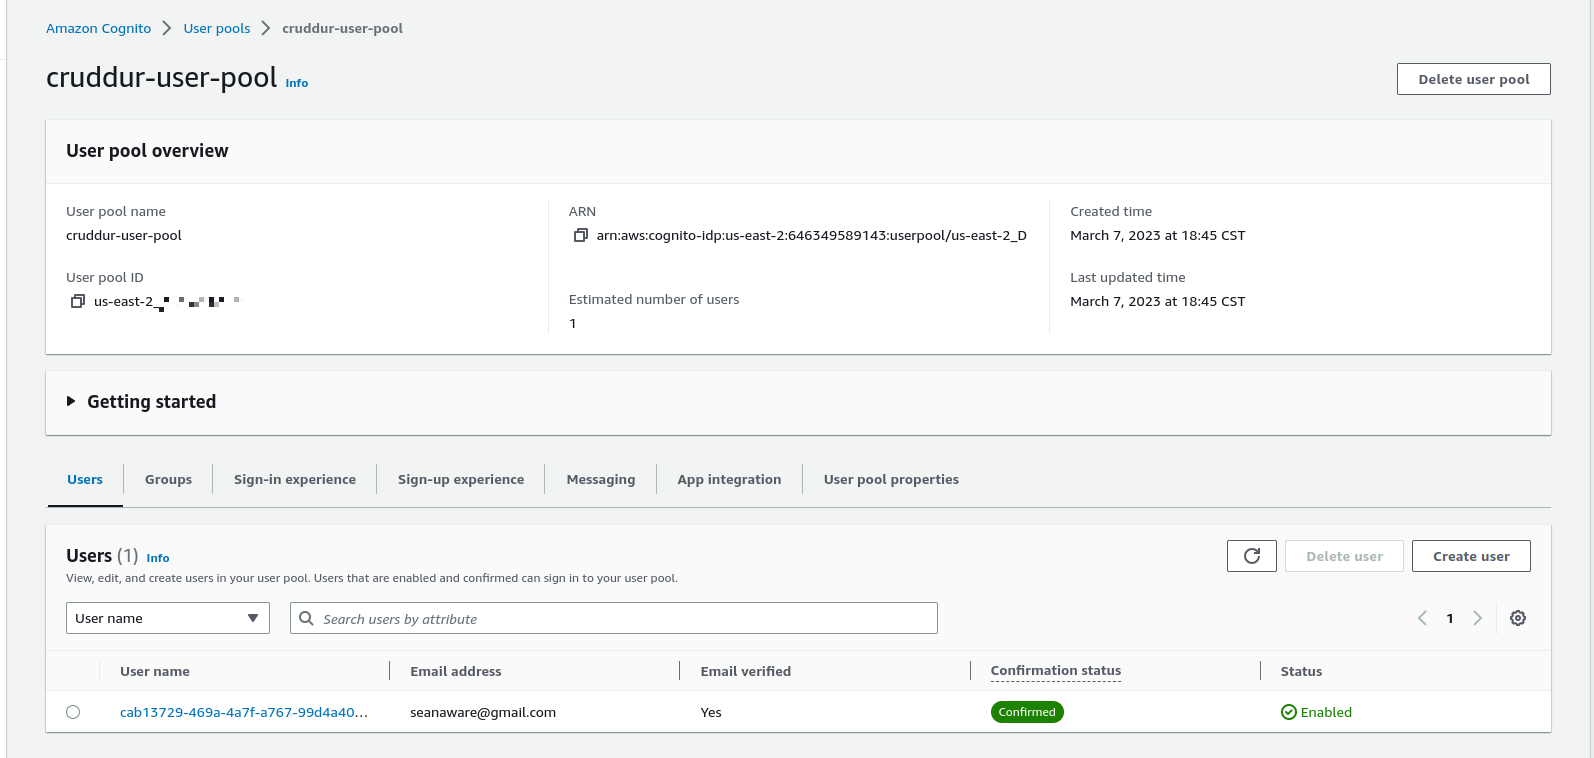 Amazon Cognito > User pools > cruddur-user-pool
cruddur-user-pool Info
Delete user pool
User pool overview
User pool name
cruddur-user-pool
User pool ID
us-east-2_
ARN
arn:aws:cognito-idp:us-east-2:646349589143:userpool/us-east-2_D
Estimated number of users
1
Created time
March 7, 2023 at 18:45 CST
Last updated time
March 7, 2023 at 18:45 CST
Getting started
Users Groups Sign-in experience Sign-up experience Messaging App integration User pool properties
Users (1) Info
View, edit, and create users in your user pool. Users that are enabled and confirmed can sign in to your user pool.
Delete user Create user
User name Search users by attribute 1
User name Email address Email verified Confirmation status Status
cab13729-469a-4a7f-a767-99d4a40... seanaware@gmail.com Yes Confirmed Enabled